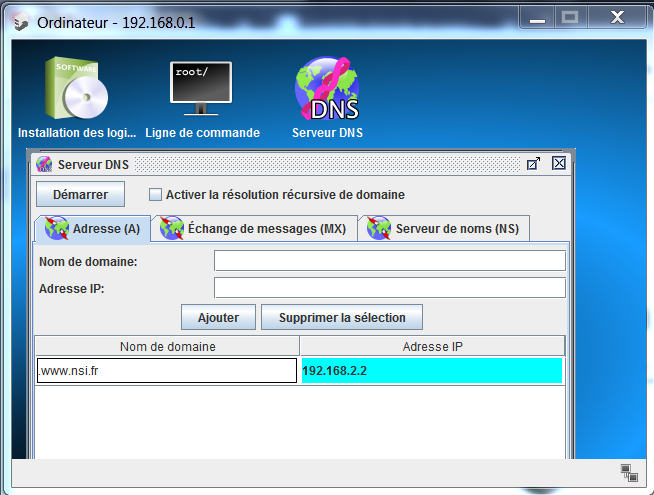 Ordinateur - 192.168.0.1
SOFTWARE
root/
DNS
Installation des logi... Ligne de commande Serveur DNS
Serveur DNS
Démarrer Activer la résolution récursive de domaine
Adresse (A) Échange de messages (MX) Serveur de noms (NS)
Nom de domaine:
Adresse IP:
Ajouter Supprimer la sélection
Nom de domaine Adresse IP
.www.nsi.fr 192.168.2.2